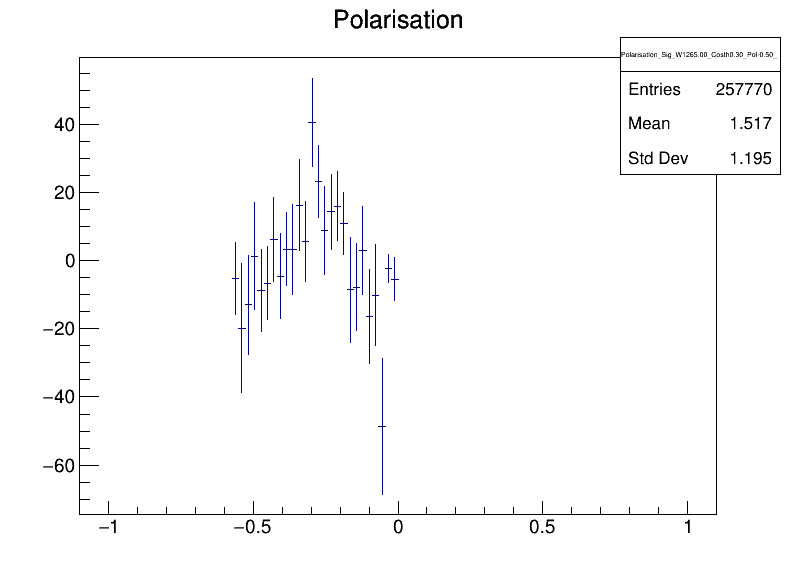 Polarisation
Polarisation_Sig_W1265.00_Costh0.30_Pol-0.50_
Entries 257770
Mean 1.517
Std Dev 1.195
40
20
0
−20
−40
−60
−1 −0.5 0 0.5 1